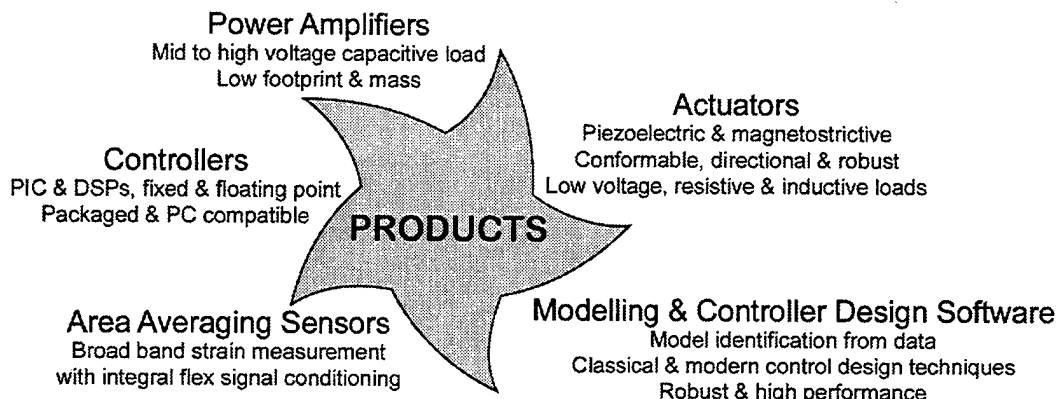 Power Amplifiers
Mid to high voltage capacitive load
Low footprint & mass
Actuators
Piezoelectric & magnetostrictive
Conformable, directional & robust
Low voltage, resistive & inductive loads
Controllers
PIC & DSPs, fixed & floating point
Packaged & PC compatible
PRODUCTS
Area Averaging Sensors
Broad band strain measurement
with integral flex signal conditioning
Modelling & Controller Design Software
Model identification from data
Classical & modern control design techniques
Robust & high performance